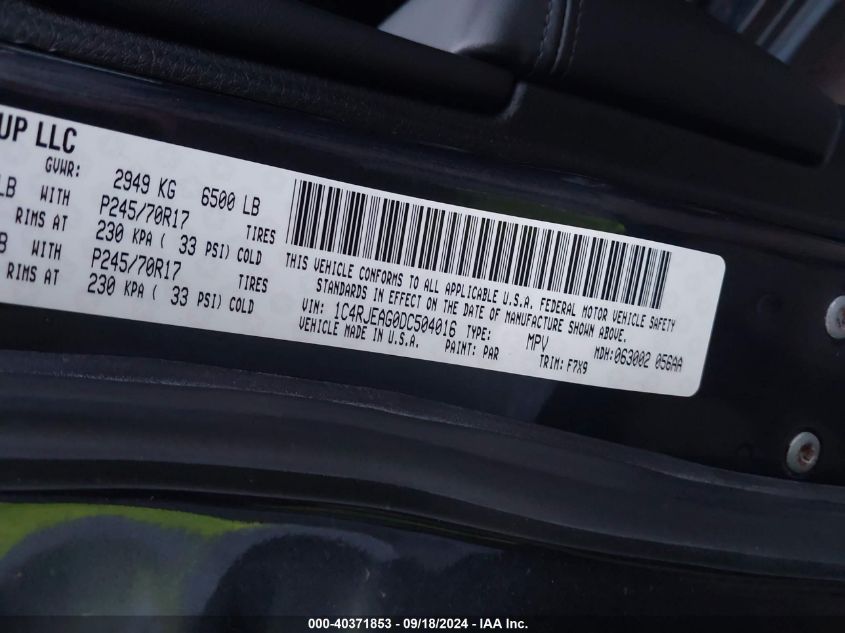 UP LLC
GVWR: 2949 KG 6500 LB
LB WITH P245/70R17 TIRES
RIMS AT 230 KPA ( 33 PSI) COLD
B WITH P245/70R17 TIRES
RIMS AT 230 KPA ( 33 PSI) COLD
THIS VEHICLE CONFORMS TO ALL APPLICABLE U.S.A. FEDERAL MOTOR VEHICLE SAFETY
STANDARDS IN EFFECT ON THE DATE OF MANUFACTURE SHOWN ABOVE.
VIN: 1C4RJEAG0DC504016 TYPE: MPV MDH:063002 056AA
VEHICLE MADE IN U.S.A. PAINT: PAR TRIM: F7X9
000-40371853 - 09/18/2024 - IAA Inc.